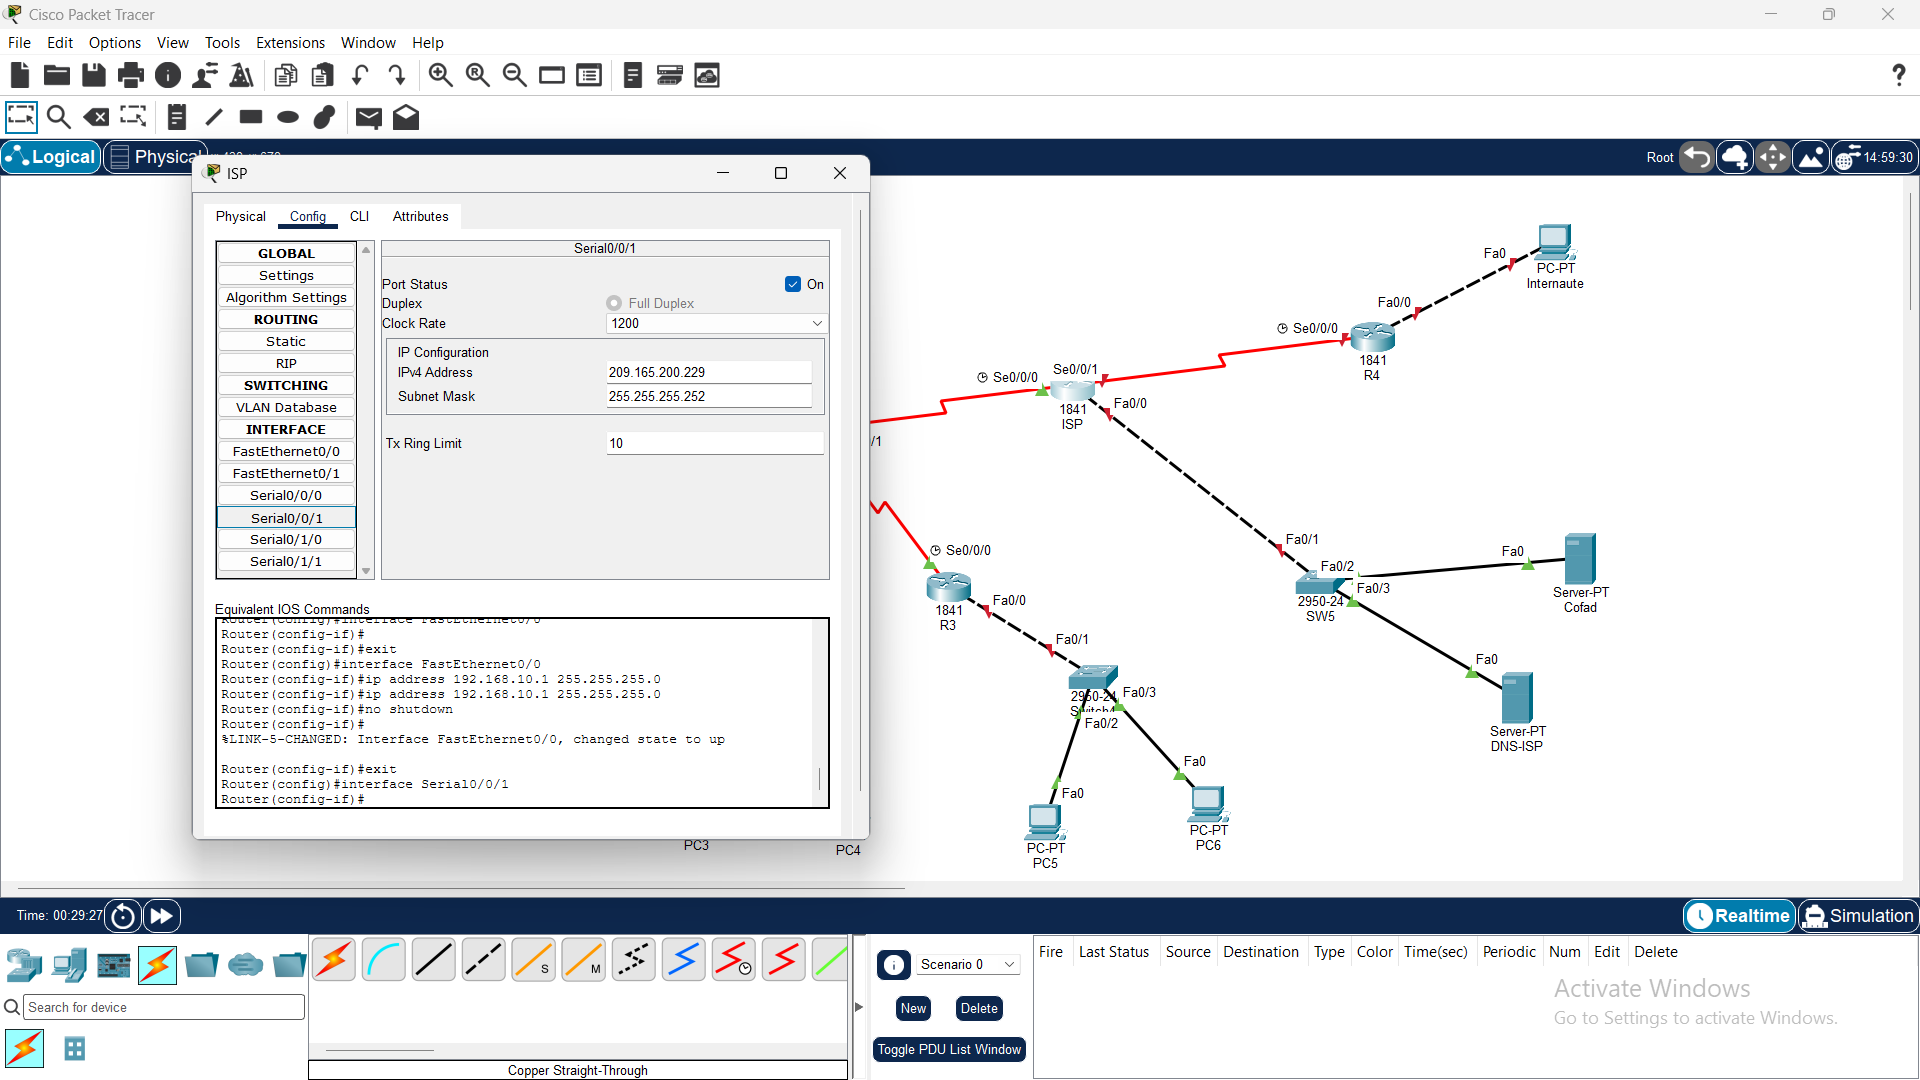 Cisco Packet Tracer
File Edit Options View Tools Extensions Window Help
Logical
Physical
Root
14:59:30
ISP
Physical Config CLI Attributes
GLOBAL
Settings
Algorithm Settings
ROUTING
Static
RIP
SWITCHING
VLAN Database
INTERFACE
FastEthernet0/0
FastEthernet0/1
Serial0/0/0
Serial0/0/1
Serial0/1/0
Serial0/1/1
Serial0/0/1
Port Status On
Duplex Full Duplex
Clock Rate 1200
IP Configuration
IPv4 Address 209.165.200.229
Subnet Mask 255.255.255.252
Tx Ring Limit 10
Equivalent IOS Commands
Router(config)#interface FastEthernet0/0
Router(config-if)#
Router(config-if)#exit
Router(config)#interface FastEthernet0/0
Router(config-if)#ip address 192.168.10.1 255.255.255.0
Router(config-if)#ip address 192.168.10.1 255.255.255.0
Router(config-if)#no shutdown
Router(config-if)#
%LINK-5-CHANGED: Interface FastEthernet0/0, changed state to up
Router(config-if)#exit
Router(config)#interface Serial0/0/1
Router(config-if)#
Fa0
PC-PT
Internaute
Fa0/0
Se0/0/0
1841
R4
Se0/0/0
Se0/0/1
Fa0/0
1841
ISP
/1
Se0/0/0
Fa0/0
1841
R3
Fa0/1
Fa0/2
Fa0/3
2950-24
SW5
Fa0
Server-PT
Cofad
Fa0
Server-PT
DNS-ISP
Fa0/1
Fa0/3
2950-24
Switch4
Fa0/2
Fa0
Fa0
PC-PT
PC6
PC-PT
PC5
PC3
PC4
Time: 00:29:27
Realtime
Simulation
Search for device
S
M
Copper Straight-Through
Scenario 0
New
Delete
Toggle PDU List Window
Fire Last Status Source Destination Type Color Time(sec) Periodic Num Edit Delete
Activate Windows
Go to Settings to activate Windows.